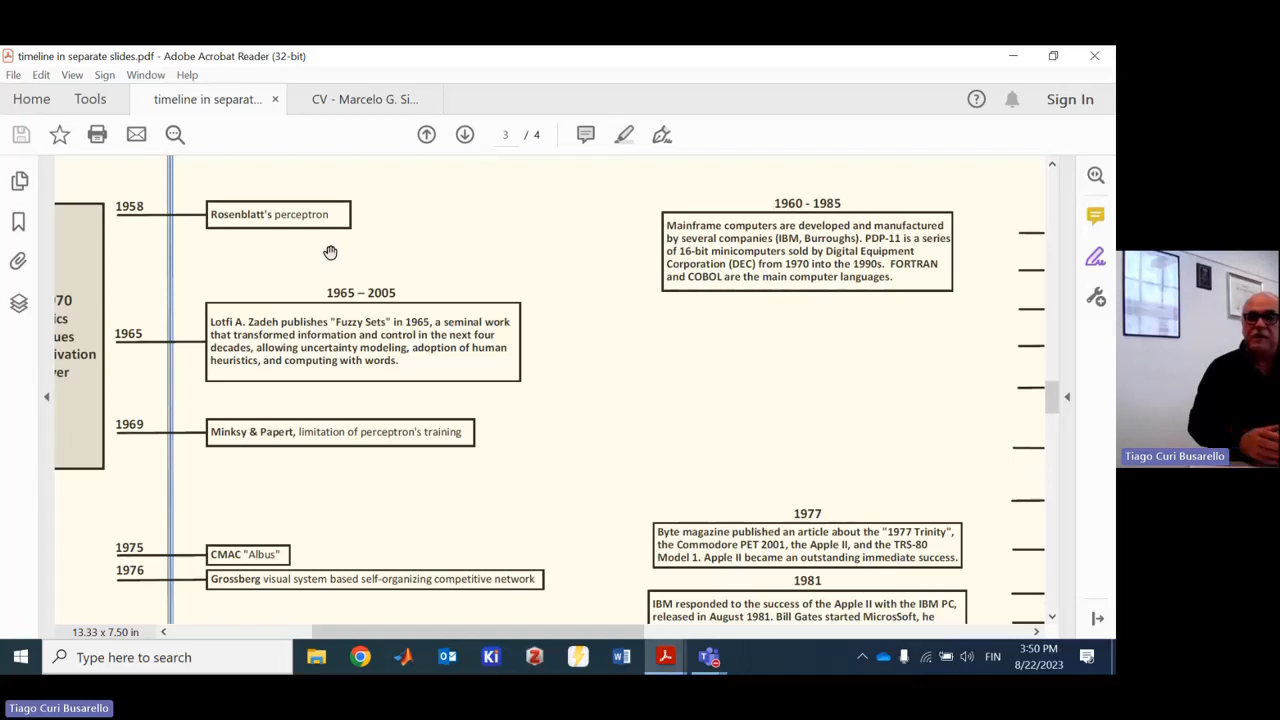 timeline in separate slides.pdf - Adobe Acrobat Reader (32-bit)
File Edit View Sign Window Help
Home Tools timeline in separat... × CV - Marcelo G. Si... Sign In
3 / 4
1958
Rosenblatt's perceptron
1965 – 2005
1965
Lotfi A. Zadeh publishes "Fuzzy Sets" in 1965, a seminal work
that transformed information and control in the next four
decades, allowing uncertainty modeling, adoption of human
heuristics, and computing with words.
1969
Minksy & Papert, limitation of perceptron's training
1975
CMAC "Albus"
1976
Grossberg visual system based self-organizing competitive network
70
ics
ues
ivation
er
1960 - 1985
Mainframe computers are developed and manufactured
by several companies (IBM, Burroughs). PDP-11 is a series
of 16-bit minicomputers sold by Digital Equipment
Corporation (DEC) from 1970 into the 1990s. FORTRAN
and COBOL are the main computer languages.
1977
Byte magazine published an article about the "1977 Trinity",
the Commodore PET 2001, the Apple II, and the TRS-80
Model 1. Apple II became an outstanding immediate success.
1981
IBM responded to the success of the Apple II with the IBM PC,
released in August 1981. Bill Gates started MicrosSoft, he
13.33 x 7.50 in
Type here to search
Ki
FIN
3:50 PM
8/22/2023
Tiago Curi Busarello
Tiago Curi Busarello